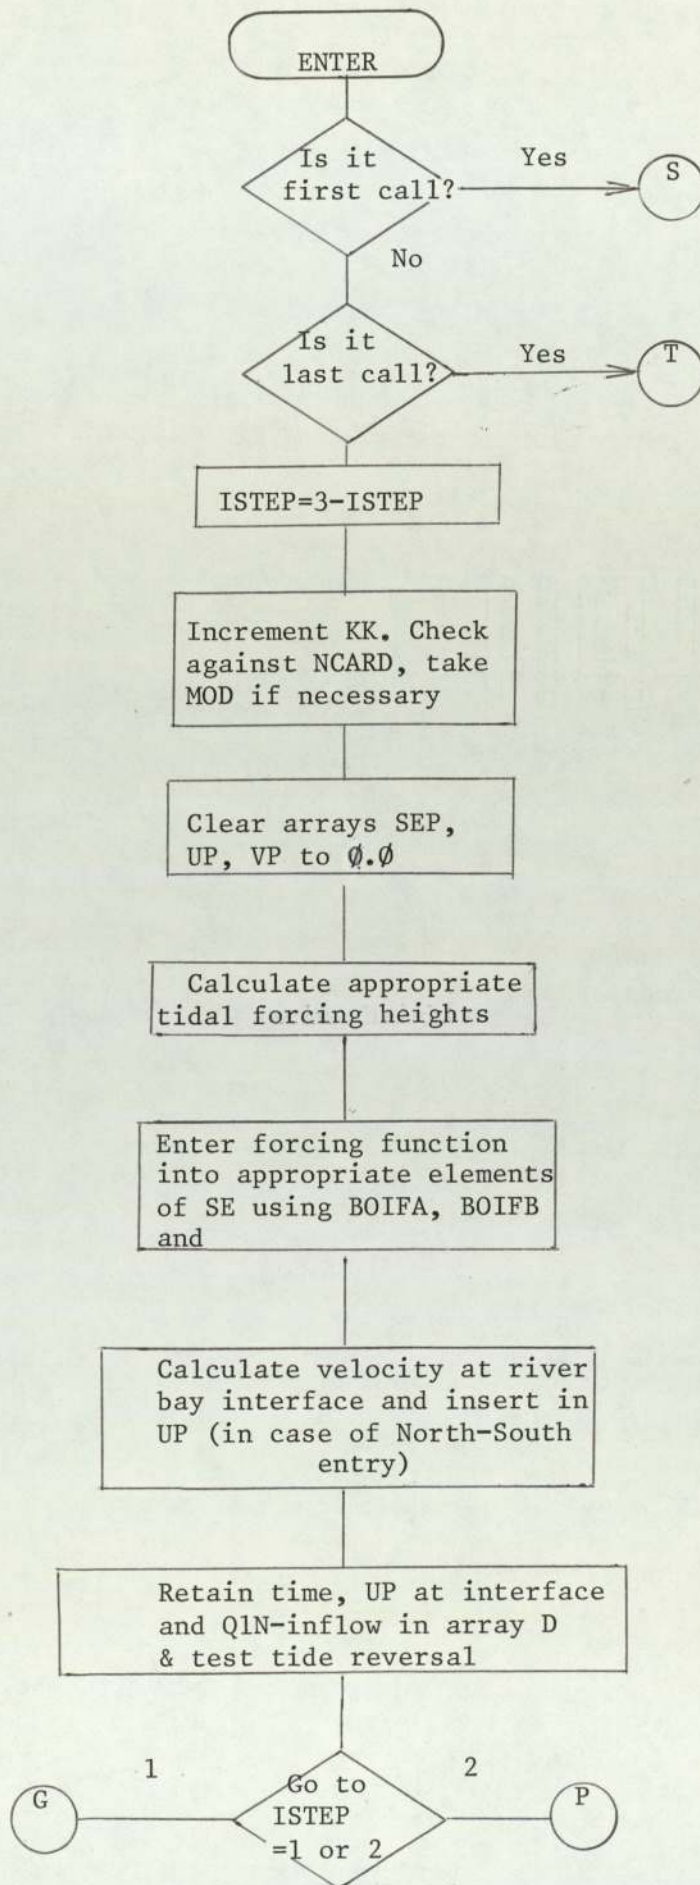 ENTER
Is it
first call?
Yes
S
No
Is it
last call?
Yes
T
ISTEP=3-ISTEP
Increment KK. Check
against NCARD, take
MOD if necessary
Clear arrays SEP,
UP, VP to Ø.Ø
Calculate appropriate
tidal forcing heights
Enter forcing function
into appropriate elements
of SE using BOIFA, BOIFB
and
Calculate velocity at river
bay interface and insert in
UP (in case of North-South
entry)
Retain time, UP at interface
and Q1N-inflow in array D
& test tide reversal
1
2
G
Go to
ISTEP
=1 or 2
P